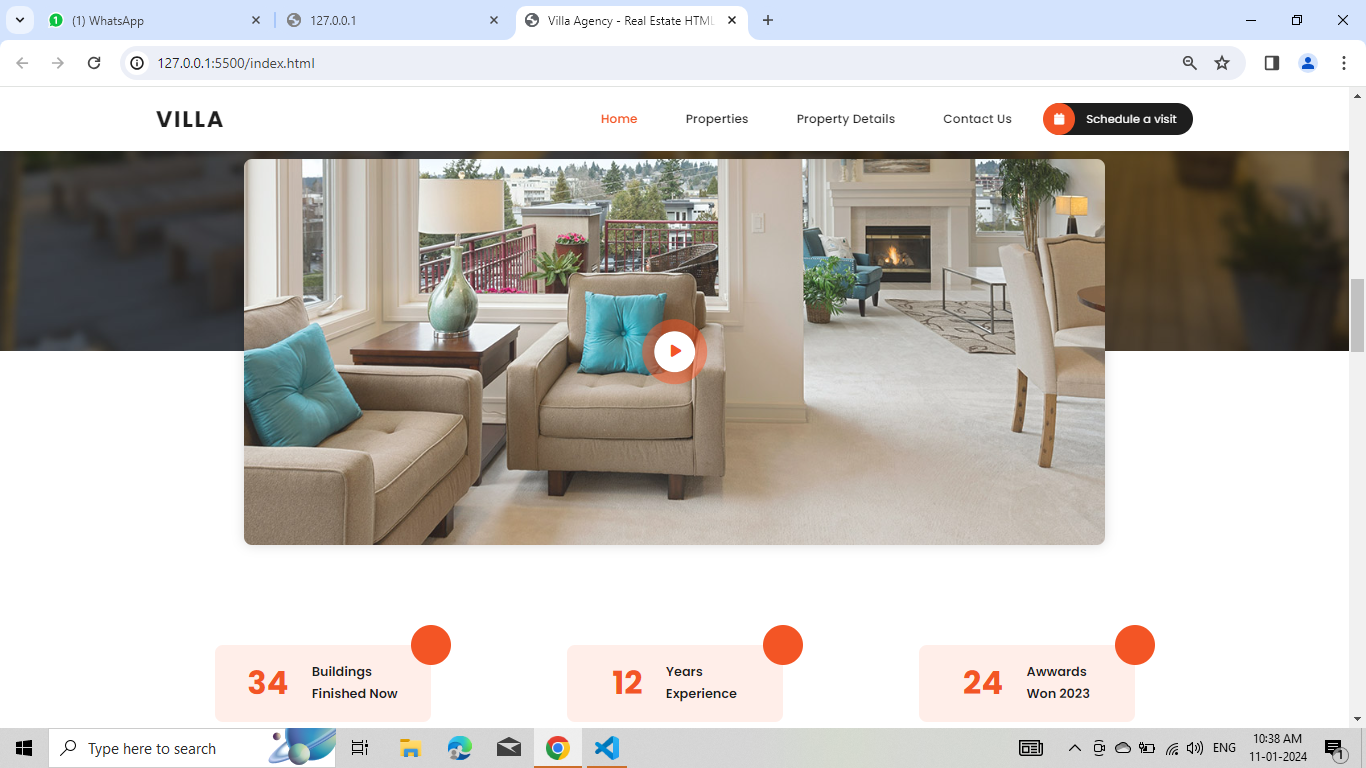 (1) WhatsApp
127.0.0.1
Villa Agency - Real Estate HTML
127.0.0.1:5500/index.html
VILLA
Home
Properties
Property Details
Contact Us
Schedule a visit
34
Buildings
Finished Now
12
Years
Experience
24
Awwards
Won 2023
Type here to search
ENG
10:38 AM
11-01-2024
1